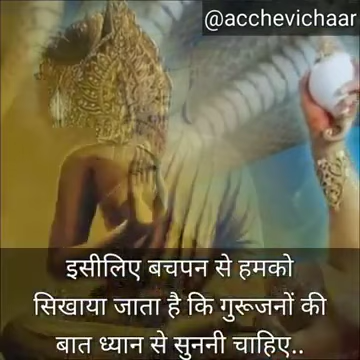 @acchevichaar
इसीलिए बचपन से हमको
सिखाया जाता है कि गुरूजनों की
बात ध्यान से सुननी चाहिए..